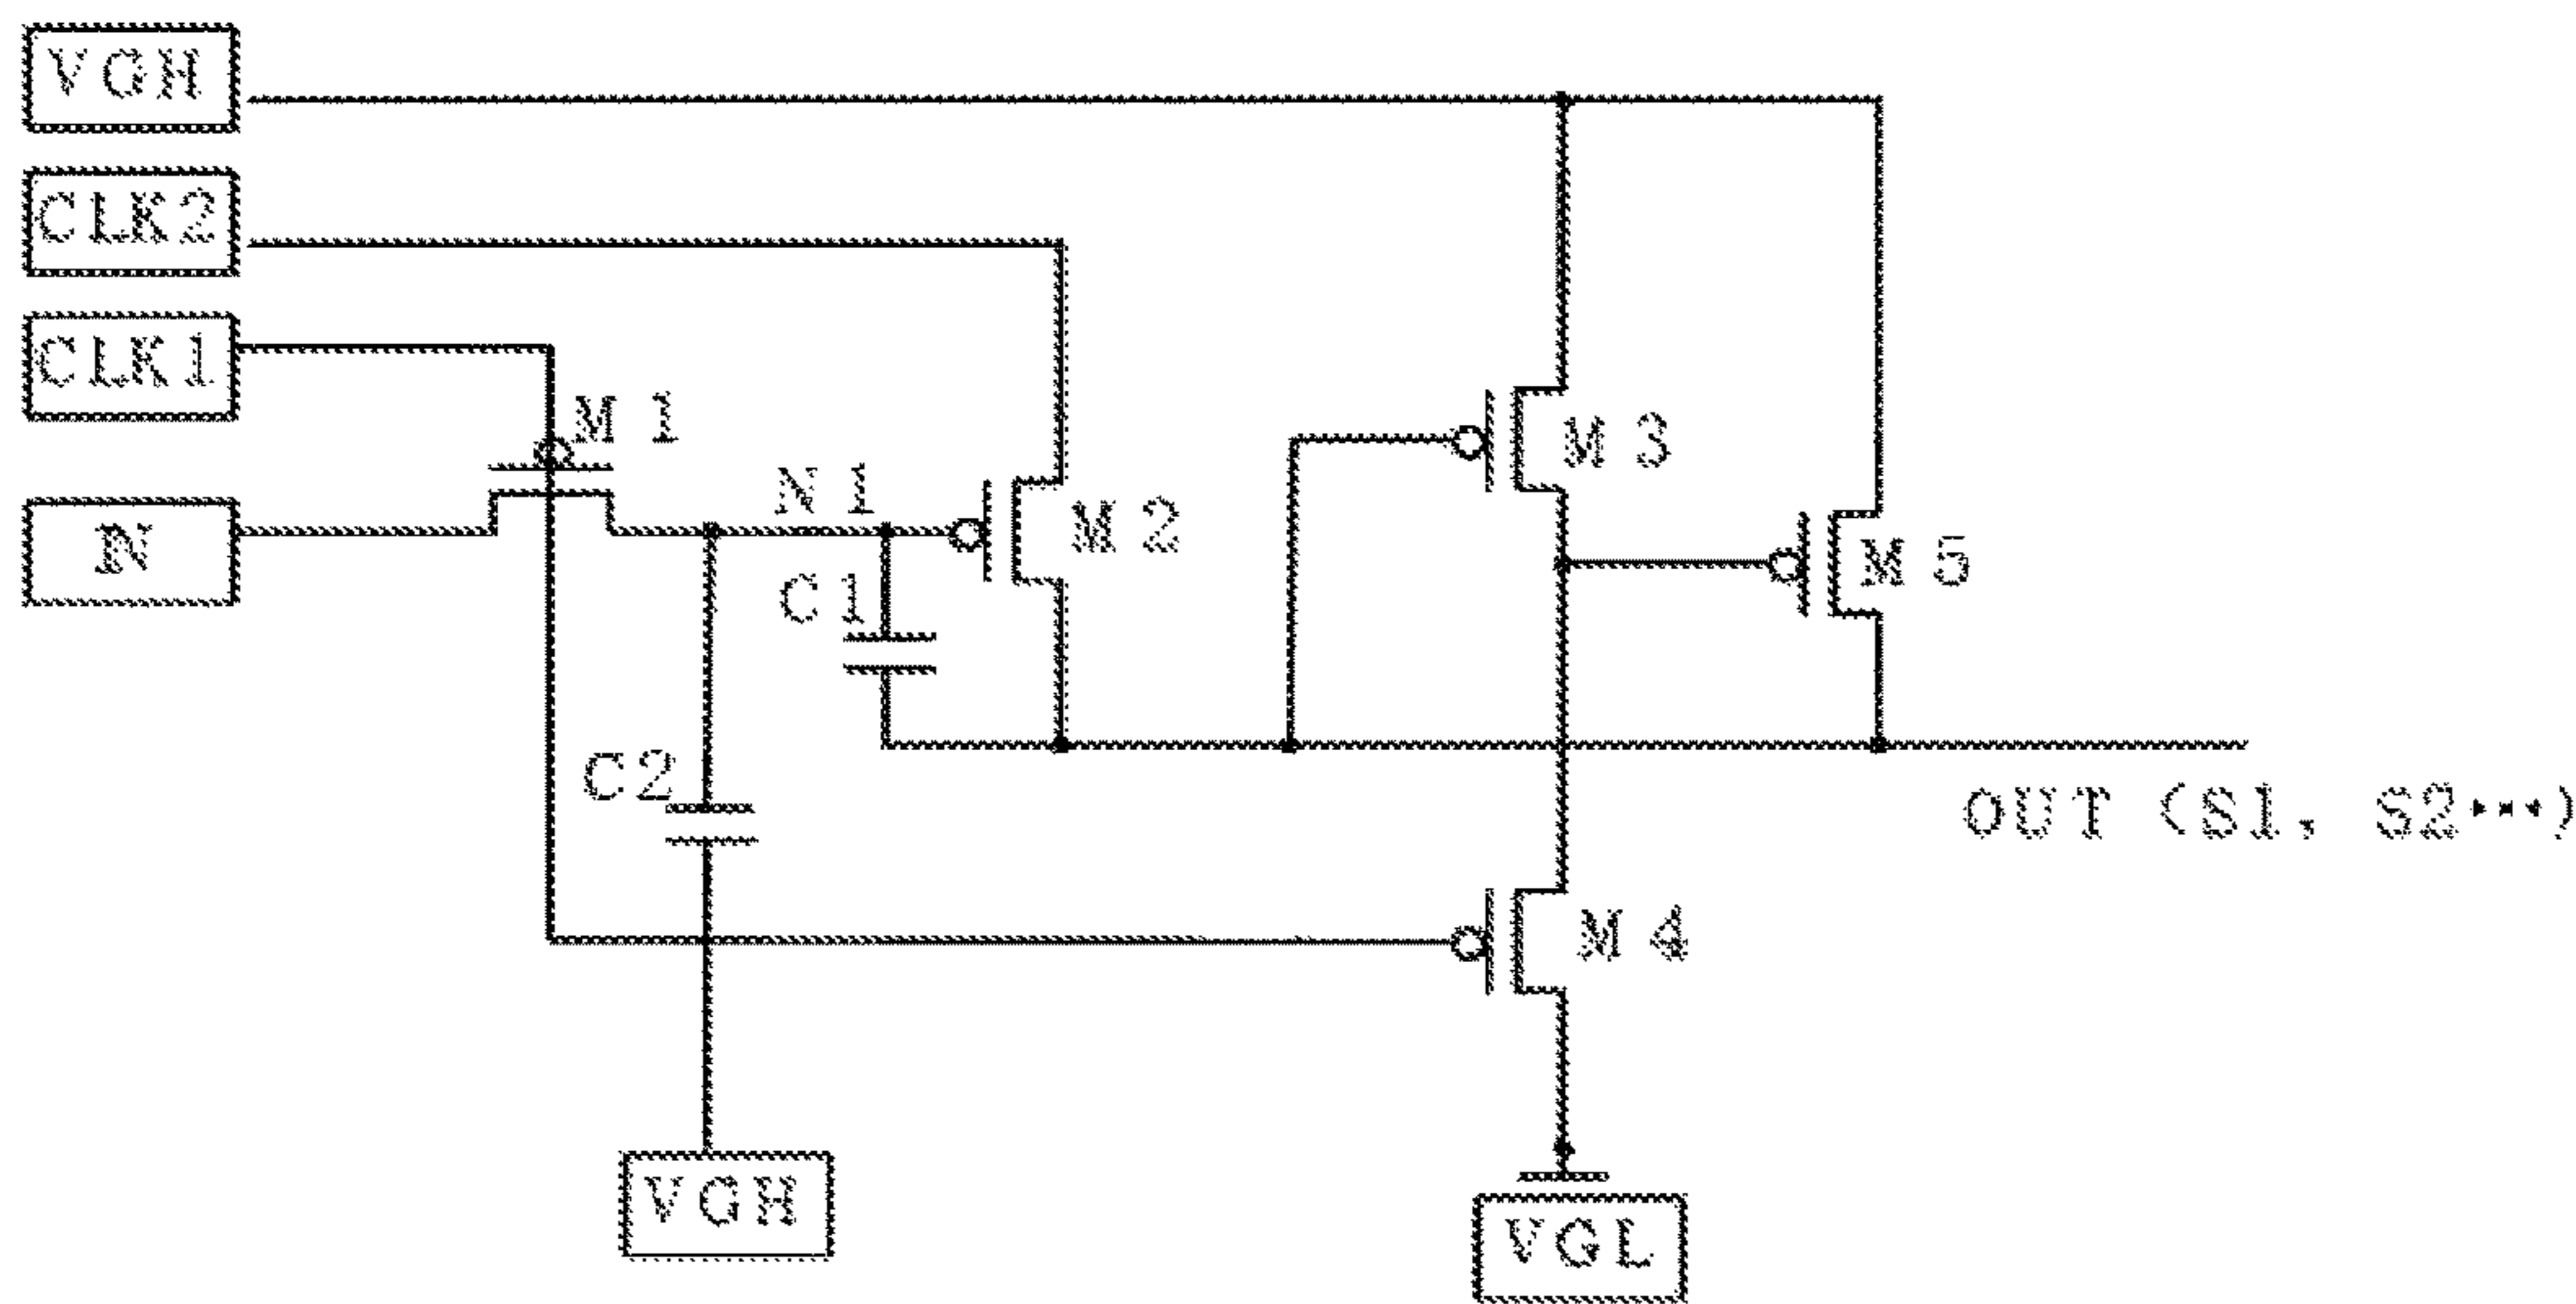 VGH
CLK2
CLK1
M1
IN
N1
M2
M3
M5
C1
C2
OUT (S1, S2···)
M4
VGH
VGL